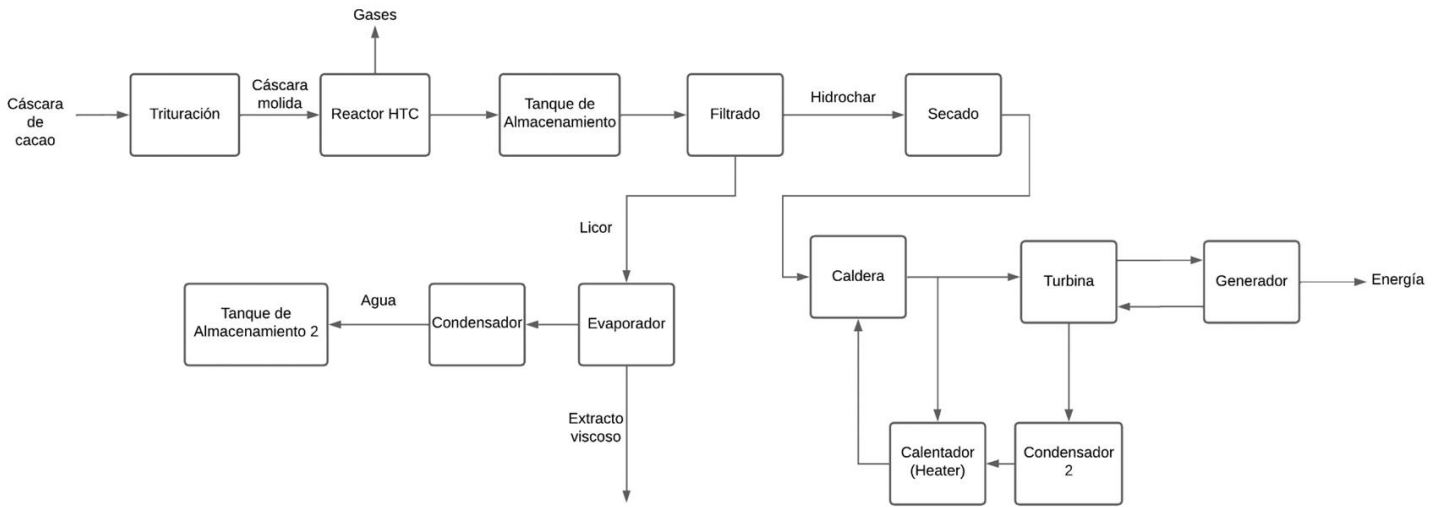 Gases
Cáscara
de
cacao
Trituración
Cáscara
molida
Reactor HTC
Tanque de
Almacenamiento
Filtrado
Hidrochar
Secado
Licor
Caldera
Turbina
Generador
Energía
Tanque de
Almacenamiento 2
Agua
Condensador
Evaporador
Extracto
viscoso
Calentador
(Heater)
Condensador
2